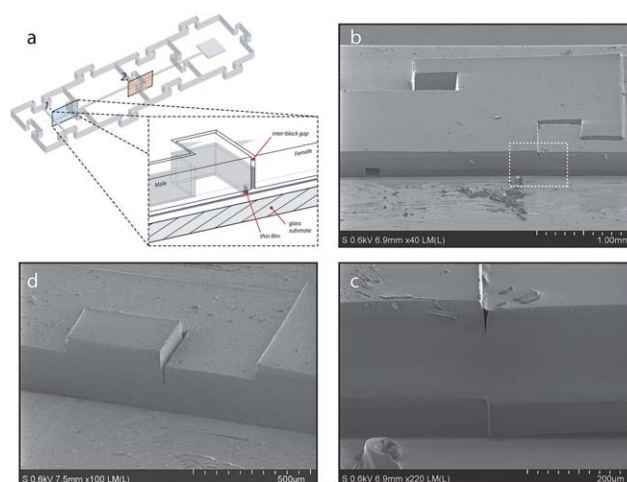 a
1.
2.
inter-block gap
Female
Male
glass
substrate
thin film
b
S 0.6kV 6.9mm x40 LM(L)
1.00mm
d
S 0.6kV 7.5mm x100 LM(L)
500um
c
S 0.6kV 6.9mm x220 LM(L)
200um